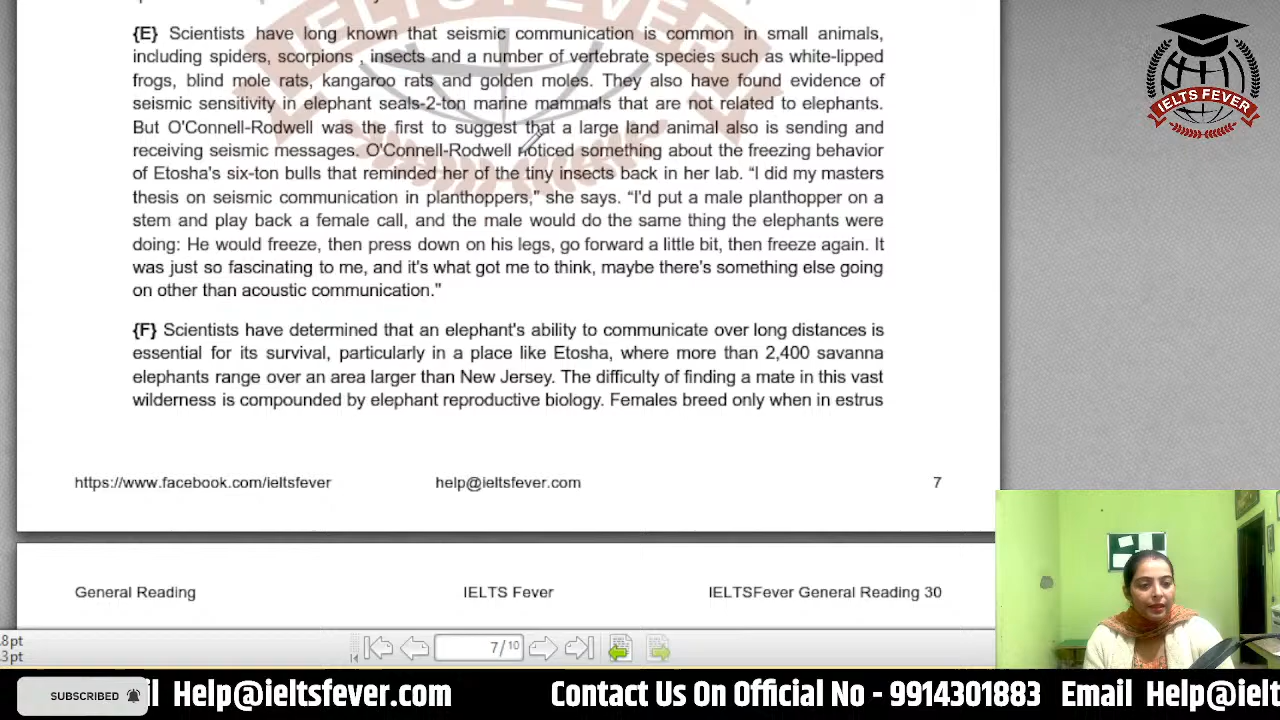 {E} Scientists have long known that seismic communication is common in small animals,
including spiders, scorpions , insects and a number of vertebrate species such as white-lipped
frogs, blind mole rats, kangaroo rats and golden moles. They also have found evidence of
seismic sensitivity in elephant seals-2-ton marine mammals that are not related to elephants.
But O'Connell-Rodwell was the first to suggest that a large land animal also is sending and
receiving seismic messages. O'Connell-Rodwell noticed something about the freezing behavior
of Etosha's six-ton bulls that reminded her of the tiny insects back in her lab. “I did my masters
thesis on seismic communication in planthoppers,” she says. “I'd put a male planthopper on a
stem and play back a female call, and the male would do the same thing the elephants were
doing: He would freeze, then press down on his legs, go forward a little bit, then freeze again. It
was just so fascinating to me, and it's what got me to think, maybe there's something else going
on other than acoustic communication.”
{F} Scientists have determined that an elephant's ability to communicate over long distances is
essential for its survival, particularly in a place like Etosha, where more than 2,400 savanna
elephants range over an area larger than New Jersey. The difficulty of finding a mate in this vast
wilderness is compounded by elephant reproductive biology. Females breed only when in estrus
https://www.facebook.com/ieltsfever help@ieltsfever.com 7
General Reading IELTS Fever IELTSFever General Reading 30
.8pt
.3pt
7/10
IELTS FEVER
SUBSCRIBED
il Help@ieltsfever.com Contact Us On Official No - 9914301883 Email Help@ielt